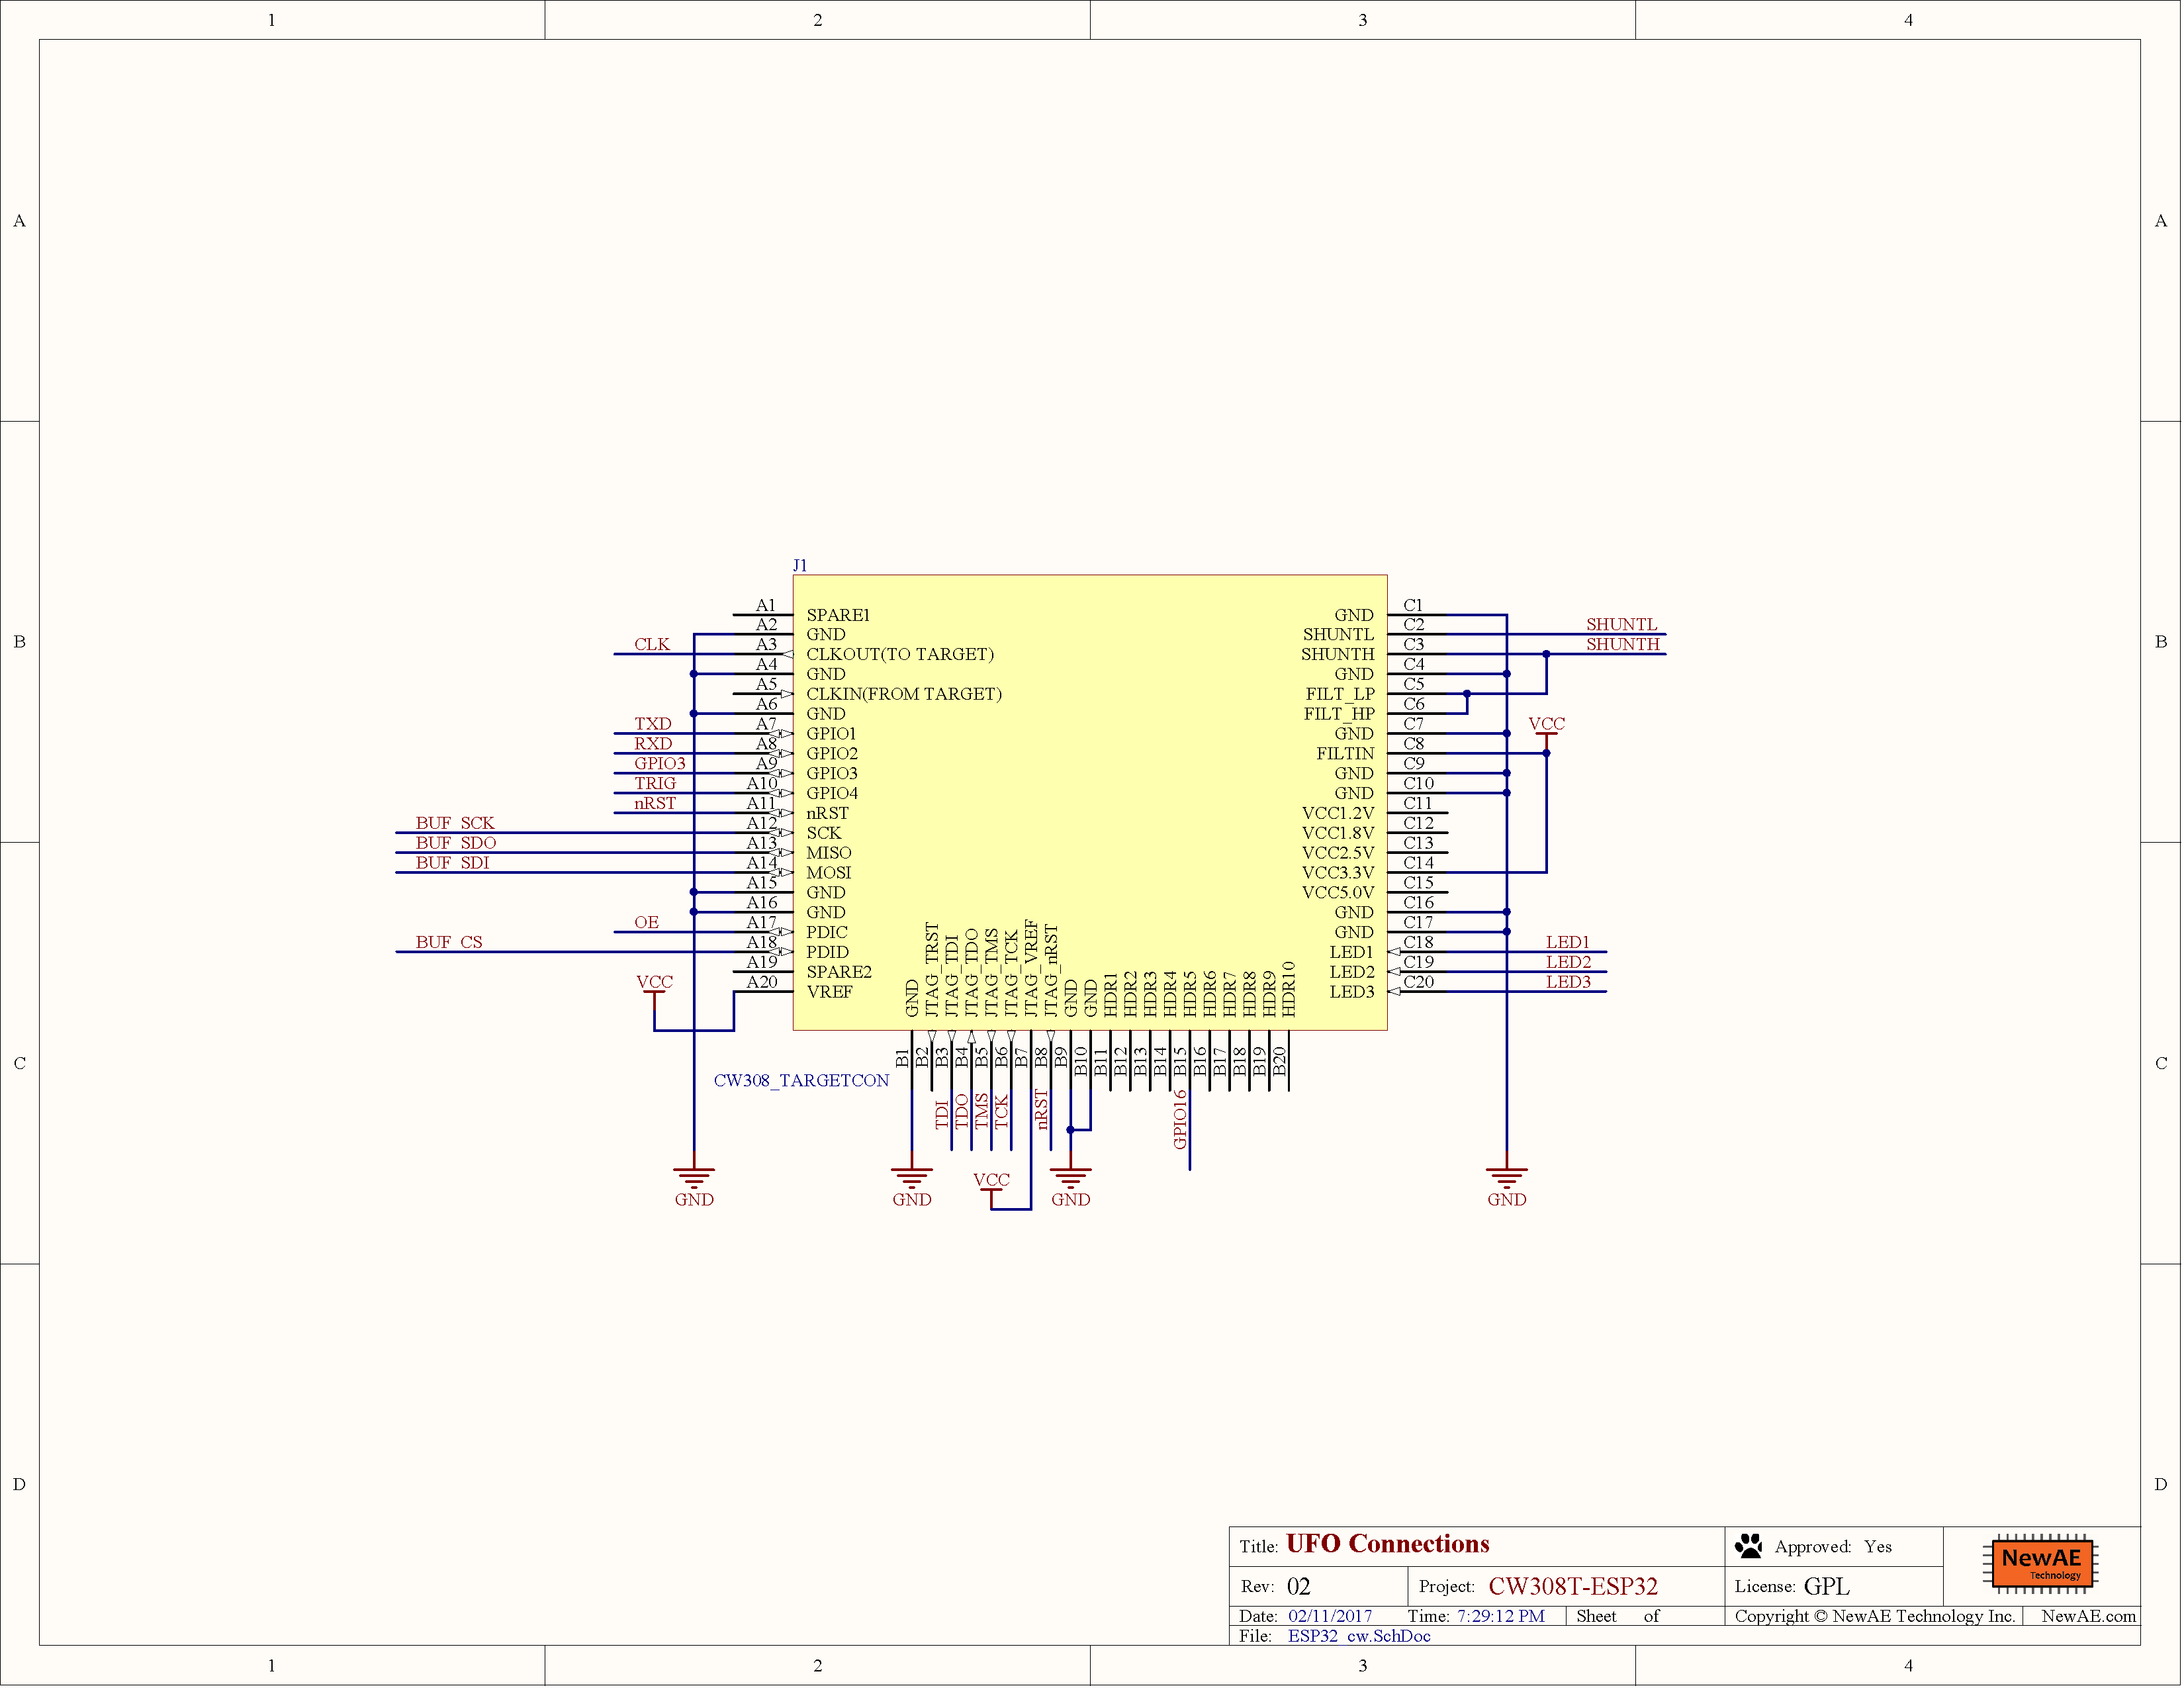 1 2 3 4
A A
B B
C C
D D
J1
A1 SPARE1
A2 GND
CLK A3 CLKOUT(TO TARGET)
A4 GND
A5 CLKIN(FROM TARGET)
A6 GND
TXD A7 GPIO1
RXD A8 GPIO2
GPIO3 A9 GPIO3
TRIG A10 GPIO4
nRST A11 nRST
BUF_SCK A12 SCK
BUF_SDO A13 MISO
BUF_SDI A14 MOSI
A15 GND
A16 GND
OE A17 PDIC
BUF_CS A18 PDID
A19 SPARE2
VCC A20 VREF
GND C1
SHUNTL C2 SHUNTL
SHUNTH C3 SHUNTH
GND C4
FILT_LP C5
FILT_HP C6
GND C7 VCC
FILTIN C8
GND C9
GND C10
VCC1.2V C11
VCC1.8V C12
VCC2.5V C13
VCC3.3V C14
VCC5.0V C15
GND C16
GND C17
LED1 C18 LED1
LED2 C19 LED2
LED3 C20 LED3
GND B1
JTAG_TRST B2
JTAG_TDI B3 TDI
JTAG_TDO B4 TDO
JTAG_TMS B5 TMS
JTAG_TCK B6 TCK
JTAG_VREF B7
JTAG_nRST B8 nRST
GND B9
GND B10
HDR1 B11
HDR2 B12
HDR3 B13
HDR4 B14
HDR5 B15 GPIO16
HDR6 B16
HDR7 B17
HDR8 B18
HDR9 B19
HDR10 B20
CW308_TARGETCON
VCC
GND GND GND GND
Title: UFO Connections
Approved: Yes
Rev: 02 Project: CW308T-ESP32 License: GPL
NewAE
Technology
Date: 02/11/2017 Time: 7:29:12 PM Sheet of Copyright © NewAE Technology Inc. NewAE.com
File: ESP32_cw.SchDoc
1 2 3 4